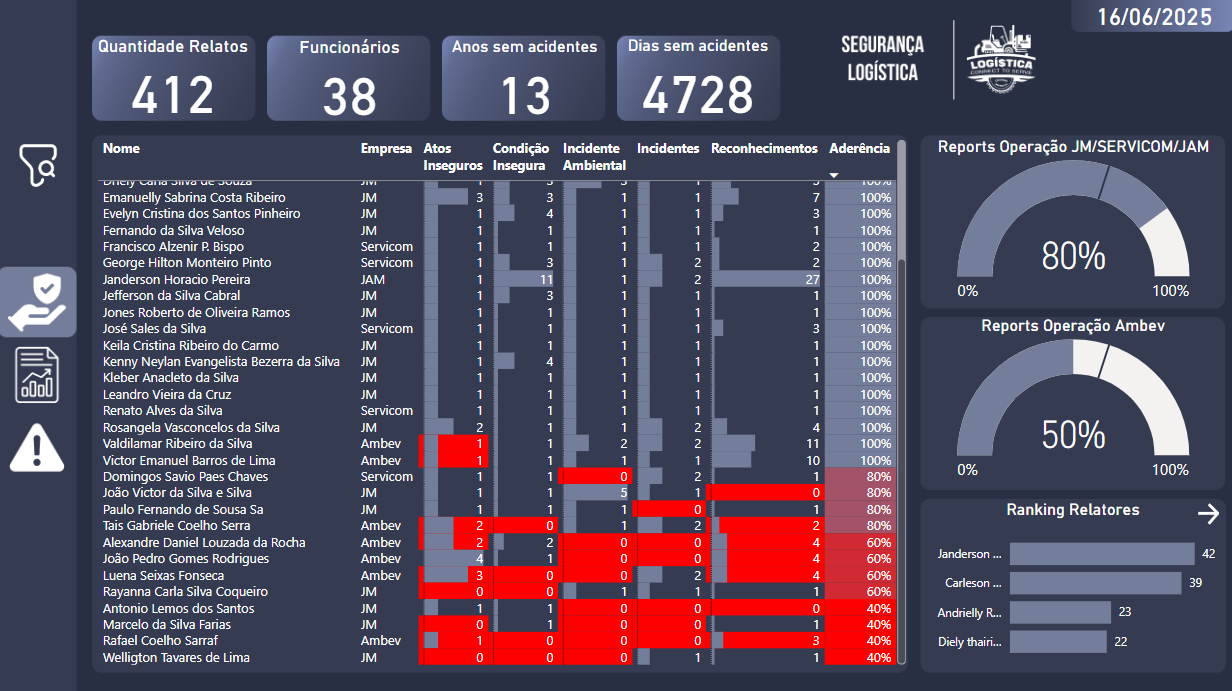 16/06/2025
Quantidade Relatos
412
Funcionários
38
Anos sem acidentes
13
Dias sem acidentes
4728
SEGURANÇA
LOGÍSTICA
LOGÍSTICA
CONNECT TO SERVE
Nome Empresa Atos Inseguros Condição Insegura Incidente Ambiental Incidentes Reconhecimentos Aderência
Driely Carla Silva de Souza JM 1 3 3 1 5 100%
Emanuelly Sabrina Costa Ribeiro JM 3 3 1 1 7 100%
Evelyn Cristina dos Santos Pinheiro JM 1 4 1 1 3 100%
Fernando da Silva Veloso JM 1 1 1 1 1 100%
Francisco Alzenir P. Bispo Servicom 1 1 1 1 2 100%
George Hilton Monteiro Pinto Servicom 1 3 1 2 2 100%
Janderson Horacio Pereira JAM 1 11 1 2 27 100%
Jefferson da Silva Cabral JM 1 3 1 1 1 100%
Jones Roberto de Oliveira Ramos JM 1 1 1 1 1 100%
José Sales da Silva Servicom 1 1 1 1 3 100%
Keila Cristina Ribeiro do Carmo JM 1 1 1 1 1 100%
Kenny Neylan Evangelista Bezerra da Silva JM 1 4 1 1 1 100%
Kleber Anacleto da Silva JM 1 1 1 1 1 100%
Leandro Vieira da Cruz JM 1 1 1 1 1 100%
Renato Alves da Silva Servicom 1 1 1 1 1 100%
Rosangela Vasconcelos da Silva JM 2 1 1 2 4 100%
Valdilamar Ribeiro da Silva Ambev 1 1 2 2 11 100%
Victor Emanuel Barros de Lima Ambev 1 1 1 1 10 100%
Domingos Savio Paes Chaves Servicom 1 1 0 2 1 80%
João Victor da Silva e Silva JM 1 1 5 1 0 80%
Paulo Fernando de Sousa Sa JM 1 1 1 0 1 80%
Tais Gabriele Coelho Serra Ambev 2 0 1 2 2 80%
Alexandre Daniel Louzada da Rocha Ambev 2 2 0 0 4 60%
João Pedro Gomes Rodrigues Ambev 4 1 0 0 4 60%
Luena Seixas Fonseca Ambev 3 0 0 2 4 60%
Rayanna Carla Silva Coqueiro JM 0 0 1 1 1 60%
Antonio Lemos dos Santos JM 1 1 0 0 0 40%
Marcelo da Silva Farias JM 0 1 0 0 1 40%
Rafael Coelho Sarraf Ambev 1 0 0 0 3 40%
Welligton Tavares de Lima JM 0 0 0 1 1 40%
Reports Operação JM/SERVICOM/JAM
80%
0% 100%
Reports Operação Ambev
50%
0% 100%
Ranking Relatores
Janderson ... 42
Carleson ... 39
Andrielly R... 23
Diely thairi... 22